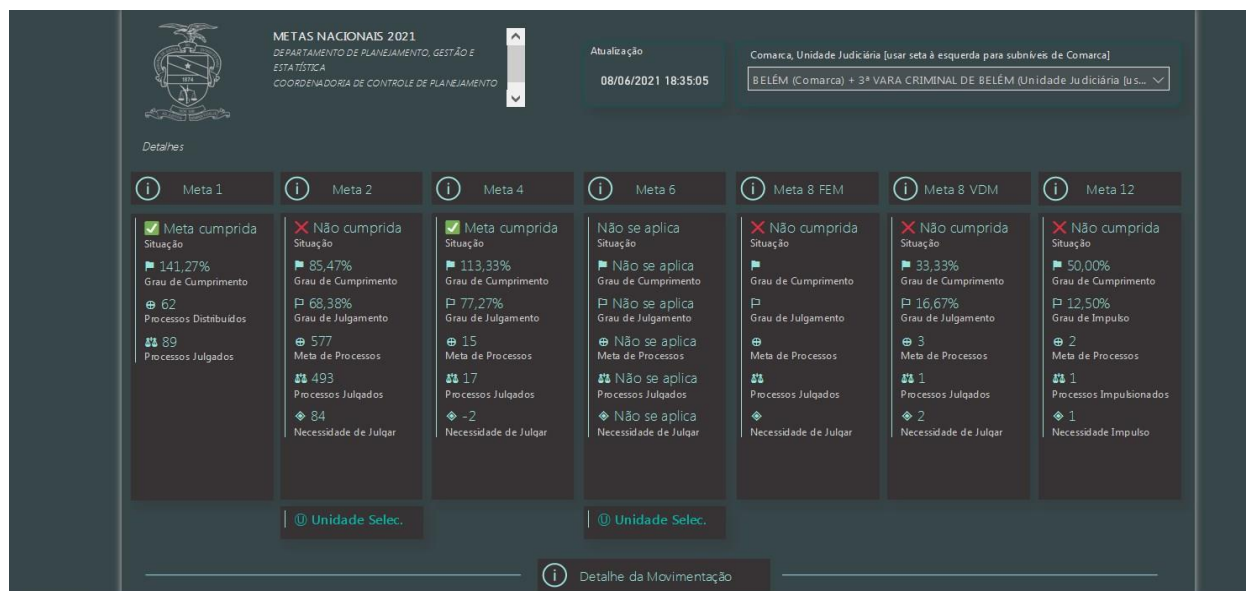 METAS NACIONAIS 2021
DEPARTAMENTO DE PLANEJAMENTO, GESTÃO E
ESTATÍSTICA
COORDENADORIA DE CONTROLE DE PLANEJAMENTO
1874
Atualização
08/06/2021 18:35:05
Comarca, Unidade Judiciária [usar seta à esquerda para subníveis de Comarca]
BELÉM (Comarca) + 3ª VARA CRIMINAL DE BELÉM (Unidade Judiciária [us...
Detalhes
Meta 1
Meta cumprida
Situação
141,27%
Grau de Cumprimento
62
Processos Distribuídos
89
Processos Julgados
Meta 2
Não cumprida
Situação
85,47%
Grau de Cumprimento
68,38%
Grau de Julgamento
577
Meta de Processos
493
Processos Julgados
84
Necessidade de Julgar
Unidade Selec.
Meta 4
Meta cumprida
Situação
113,33%
Grau de Cumprimento
77,27%
Grau de Julgamento
15
Meta de Processos
17
Processos Julgados
-2
Necessidade de Julgar
Meta 6
Não se aplica
Situação
Não se aplica
Grau de Cumprimento
Não se aplica
Grau de Julgamento
Não se aplica
Meta de Processos
Não se aplica
Processos Julgados
Não se aplica
Necessidade de Julgar
Unidade Selec.
Meta 8 FEM
Não cumprida
Situação
Grau de Cumprimento
Grau de Julgamento
Meta de Processos
Processos Julgados
Necessidade de Julgar
Meta 8 VDM
Não cumprida
Situação
33,33%
Grau de Cumprimento
16,67%
Grau de Julgamento
3
Meta de Processos
1
Processos Julgados
2
Necessidade de Julgar
Meta 12
Não cumprida
Situação
50,00%
Grau de Cumprimento
12,50%
Grau de Impulso
2
Meta de Processos
1
Processos Impulsionados
1
Necessidade Impulso
Detalhe da Movimentação